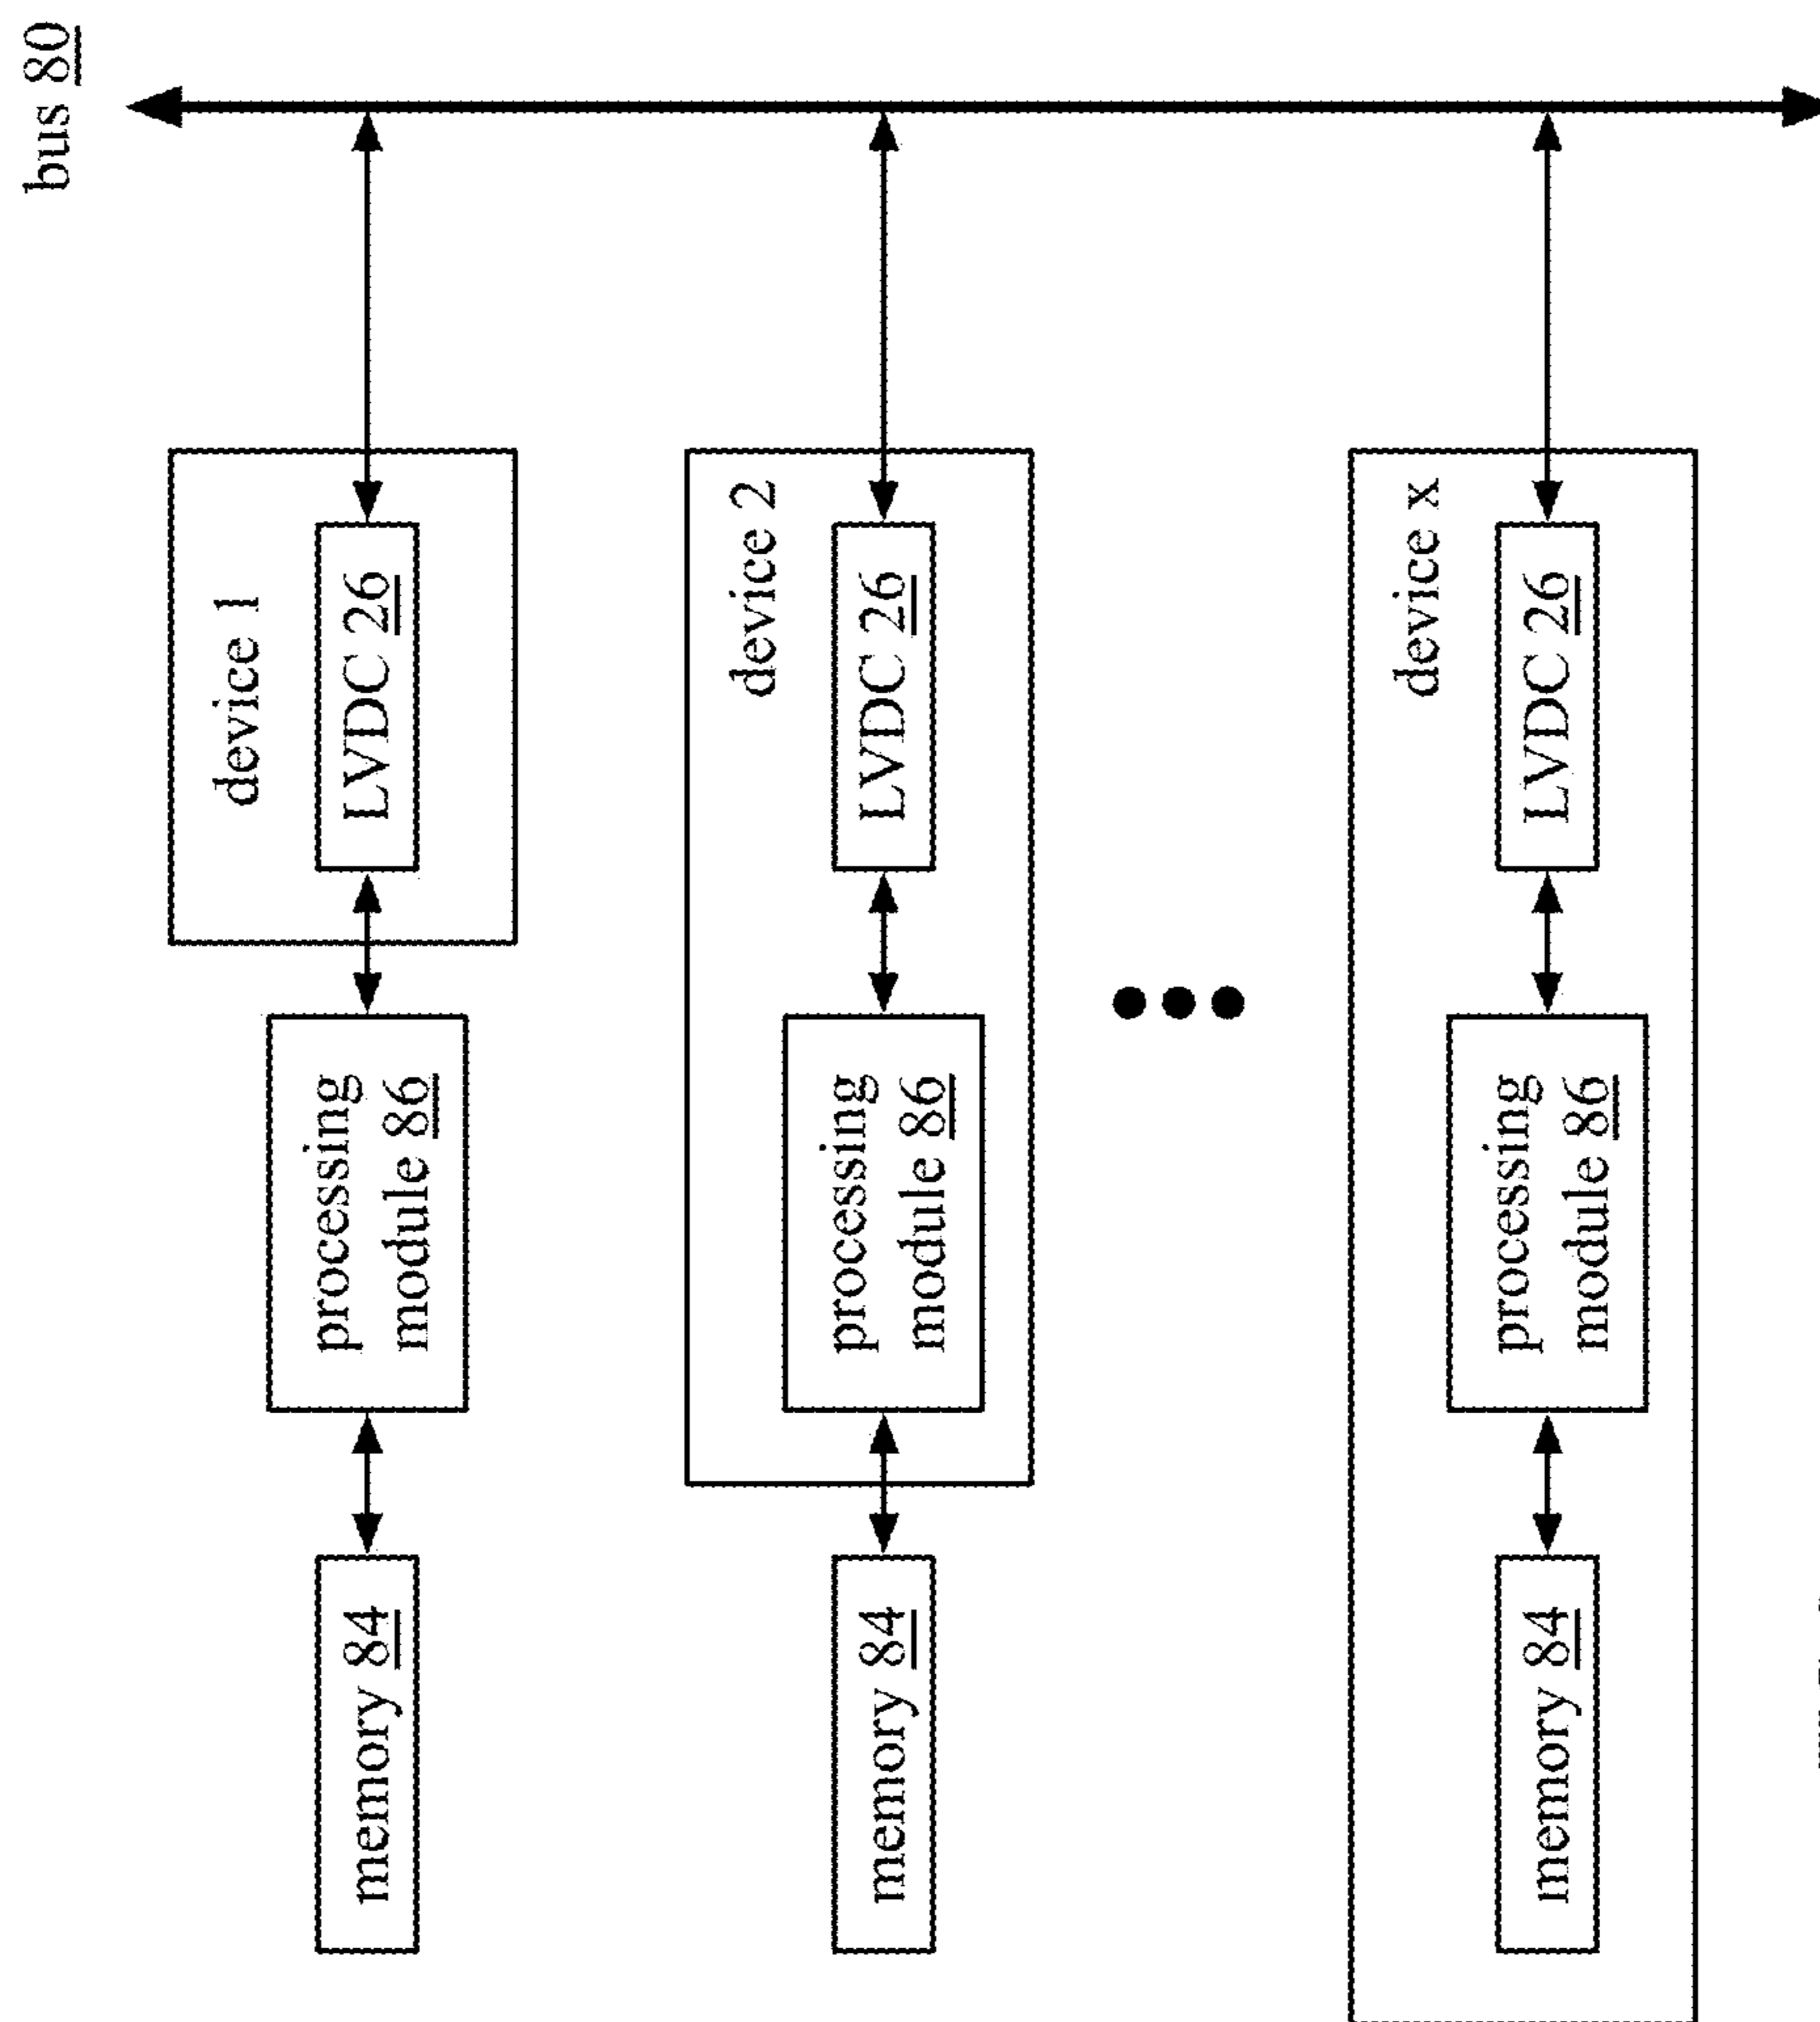 bus 80
device 1
LVDC 26
processing
module 86
memory 84
device 2
LVDC 26
processing
module 86
memory 84
device x
LVDC 26
processing
module 86
memory 84